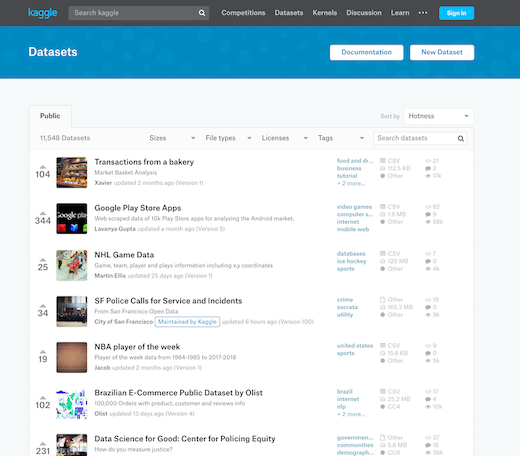 kaggle Search kaggle Competitions Datasets Kernels Discussion Learn ••• Sign In
Datasets Documentation New Dataset
Public Sort by Hotness
11,548 Datasets Sizes File types Licenses Tags Search datasets
104
Transactions from a bakery
Market Basket Analysis
Xavier updated 2 months ago (Version 1)
food and dr...
business
tutorial
+ 2 more...
CSV
112.5 KB
Other
21
2
17k
344
Google play
Google Play Store Apps
Web scraped data of 10k Play Store apps for analysing the Android market.
Lavanya Gupta updated a month ago (Version 5)
video games
computer s...
internet
mobile web
CSV
1.9 MB
Other
82
9
58k
25
NHL Game Data
Game, team, player and plays information including x,y coordinates
Martin Ellis updated 25 days ago (Version 1)
databases
ice hockey
sports
CSV
120 MB
Other
7
0
4k
34
SF Police Calls for Service and Incidents
From San Francisco Open Data
City of San Francisco Maintained by Kaggle updated 6 hours ago (Version 100)
crime
socrata
utility
Other
165.3 MB
Other
19
0
9k
19
NBA player of the week
Player of the week data from 1984-1985 to 2017-2018
Jacob updated 2 months ago (Version 1)
united states
sports
CSV
15.8 KB
Other
9
0
5k
102
Brazilian E-Commerce Public Dataset by Olist
100,000 Orders with product, customer and reviews info
Olist updated 13 days ago (Version 4)
brazil
internet
nlp
+ 2 more...
CSV
25.2 MB
CC4
17
4
10k
231
Data Science for Good: Center for Policing Equity
How do you measure justice?
governmen...
communities
demograph...
Other
5.8 MB
CC0
37
16
38k